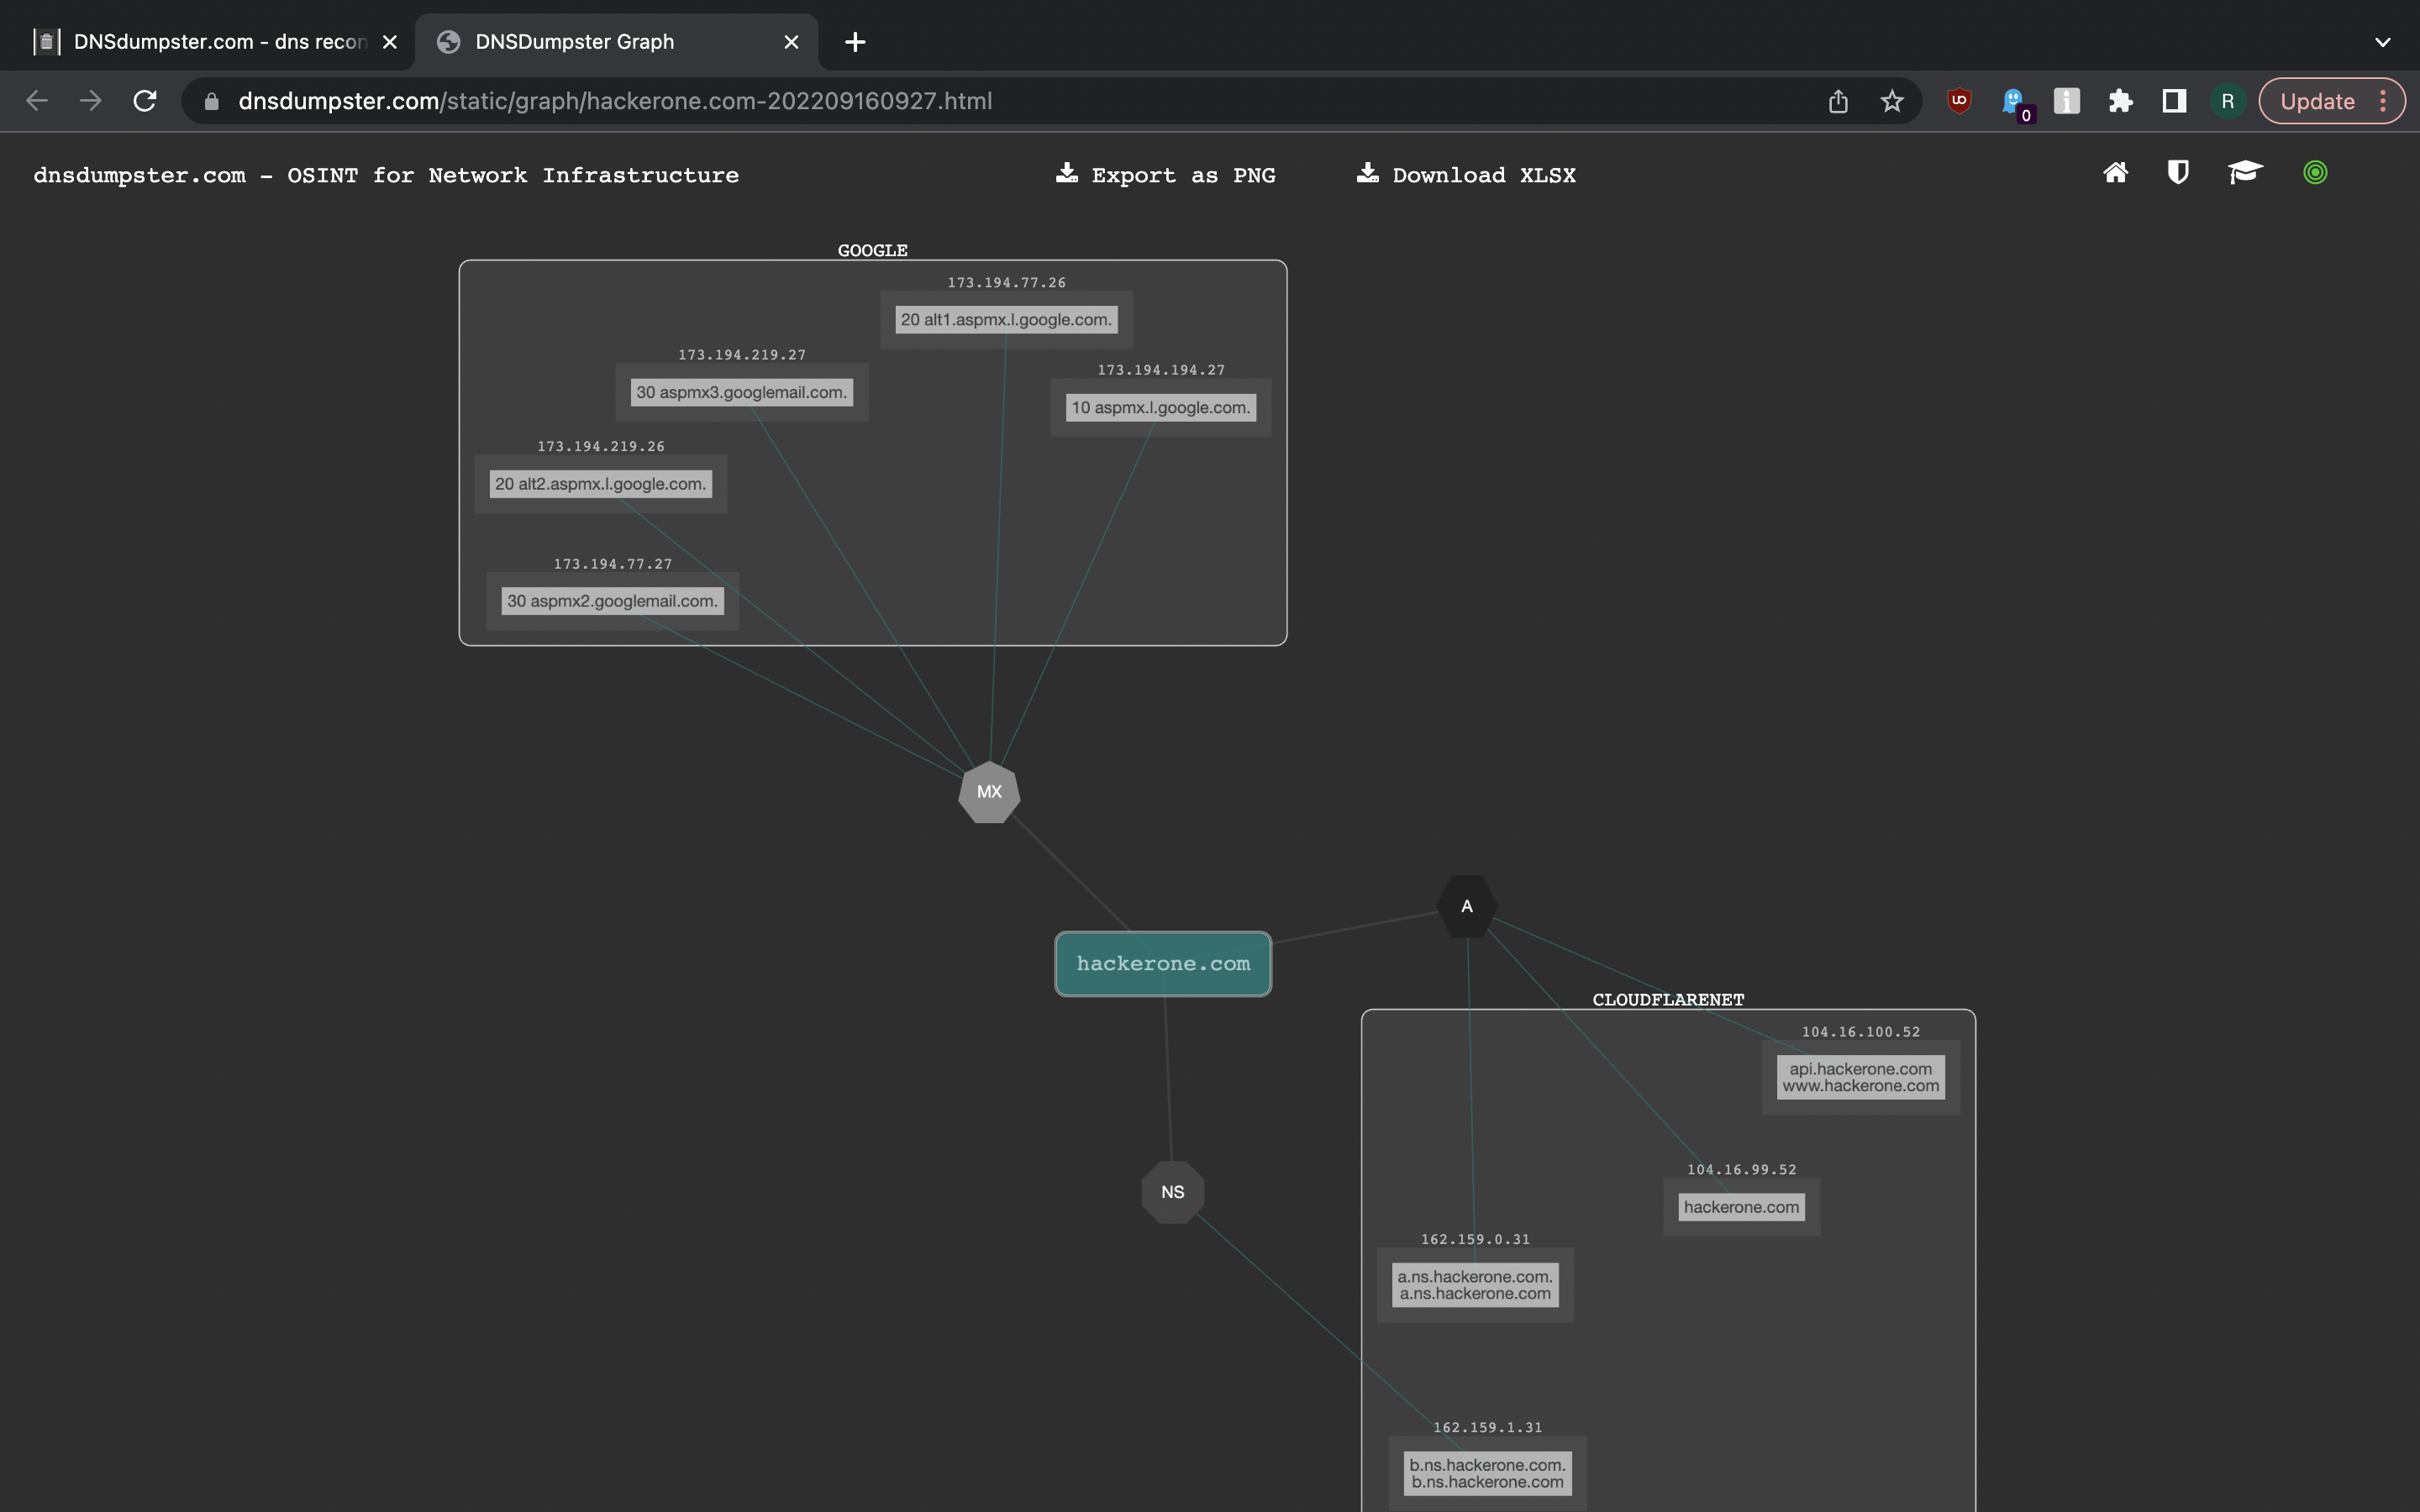 DNSdumpster.com - dns recon
DNSDumpster Graph
dnsdumpster.com/static/graph/hackerone.com-202209160927.html
0
R
Update
dnsdumpster.com - OSINT for Network Infrastructure
Export as PNG
Download XLSX
GOOGLE
173.194.77.26
20 alt1.aspmx.l.google.com.
173.194.219.27
30 aspmx3.googlemail.com.
173.194.194.27
10 aspmx.l.google.com.
173.194.219.26
20 alt2.aspmx.l.google.com.
173.194.77.27
30 aspmx2.googlemail.com.
MX
A
hackerone.com
CLOUDFLARENET
104.16.100.52
api.hackerone.com
www.hackerone.com
104.16.99.52
hackerone.com
NS
162.159.0.31
a.ns.hackerone.com.
a.ns.hackerone.com
162.159.1.31
b.ns.hackerone.com.
b.ns.hackerone.com